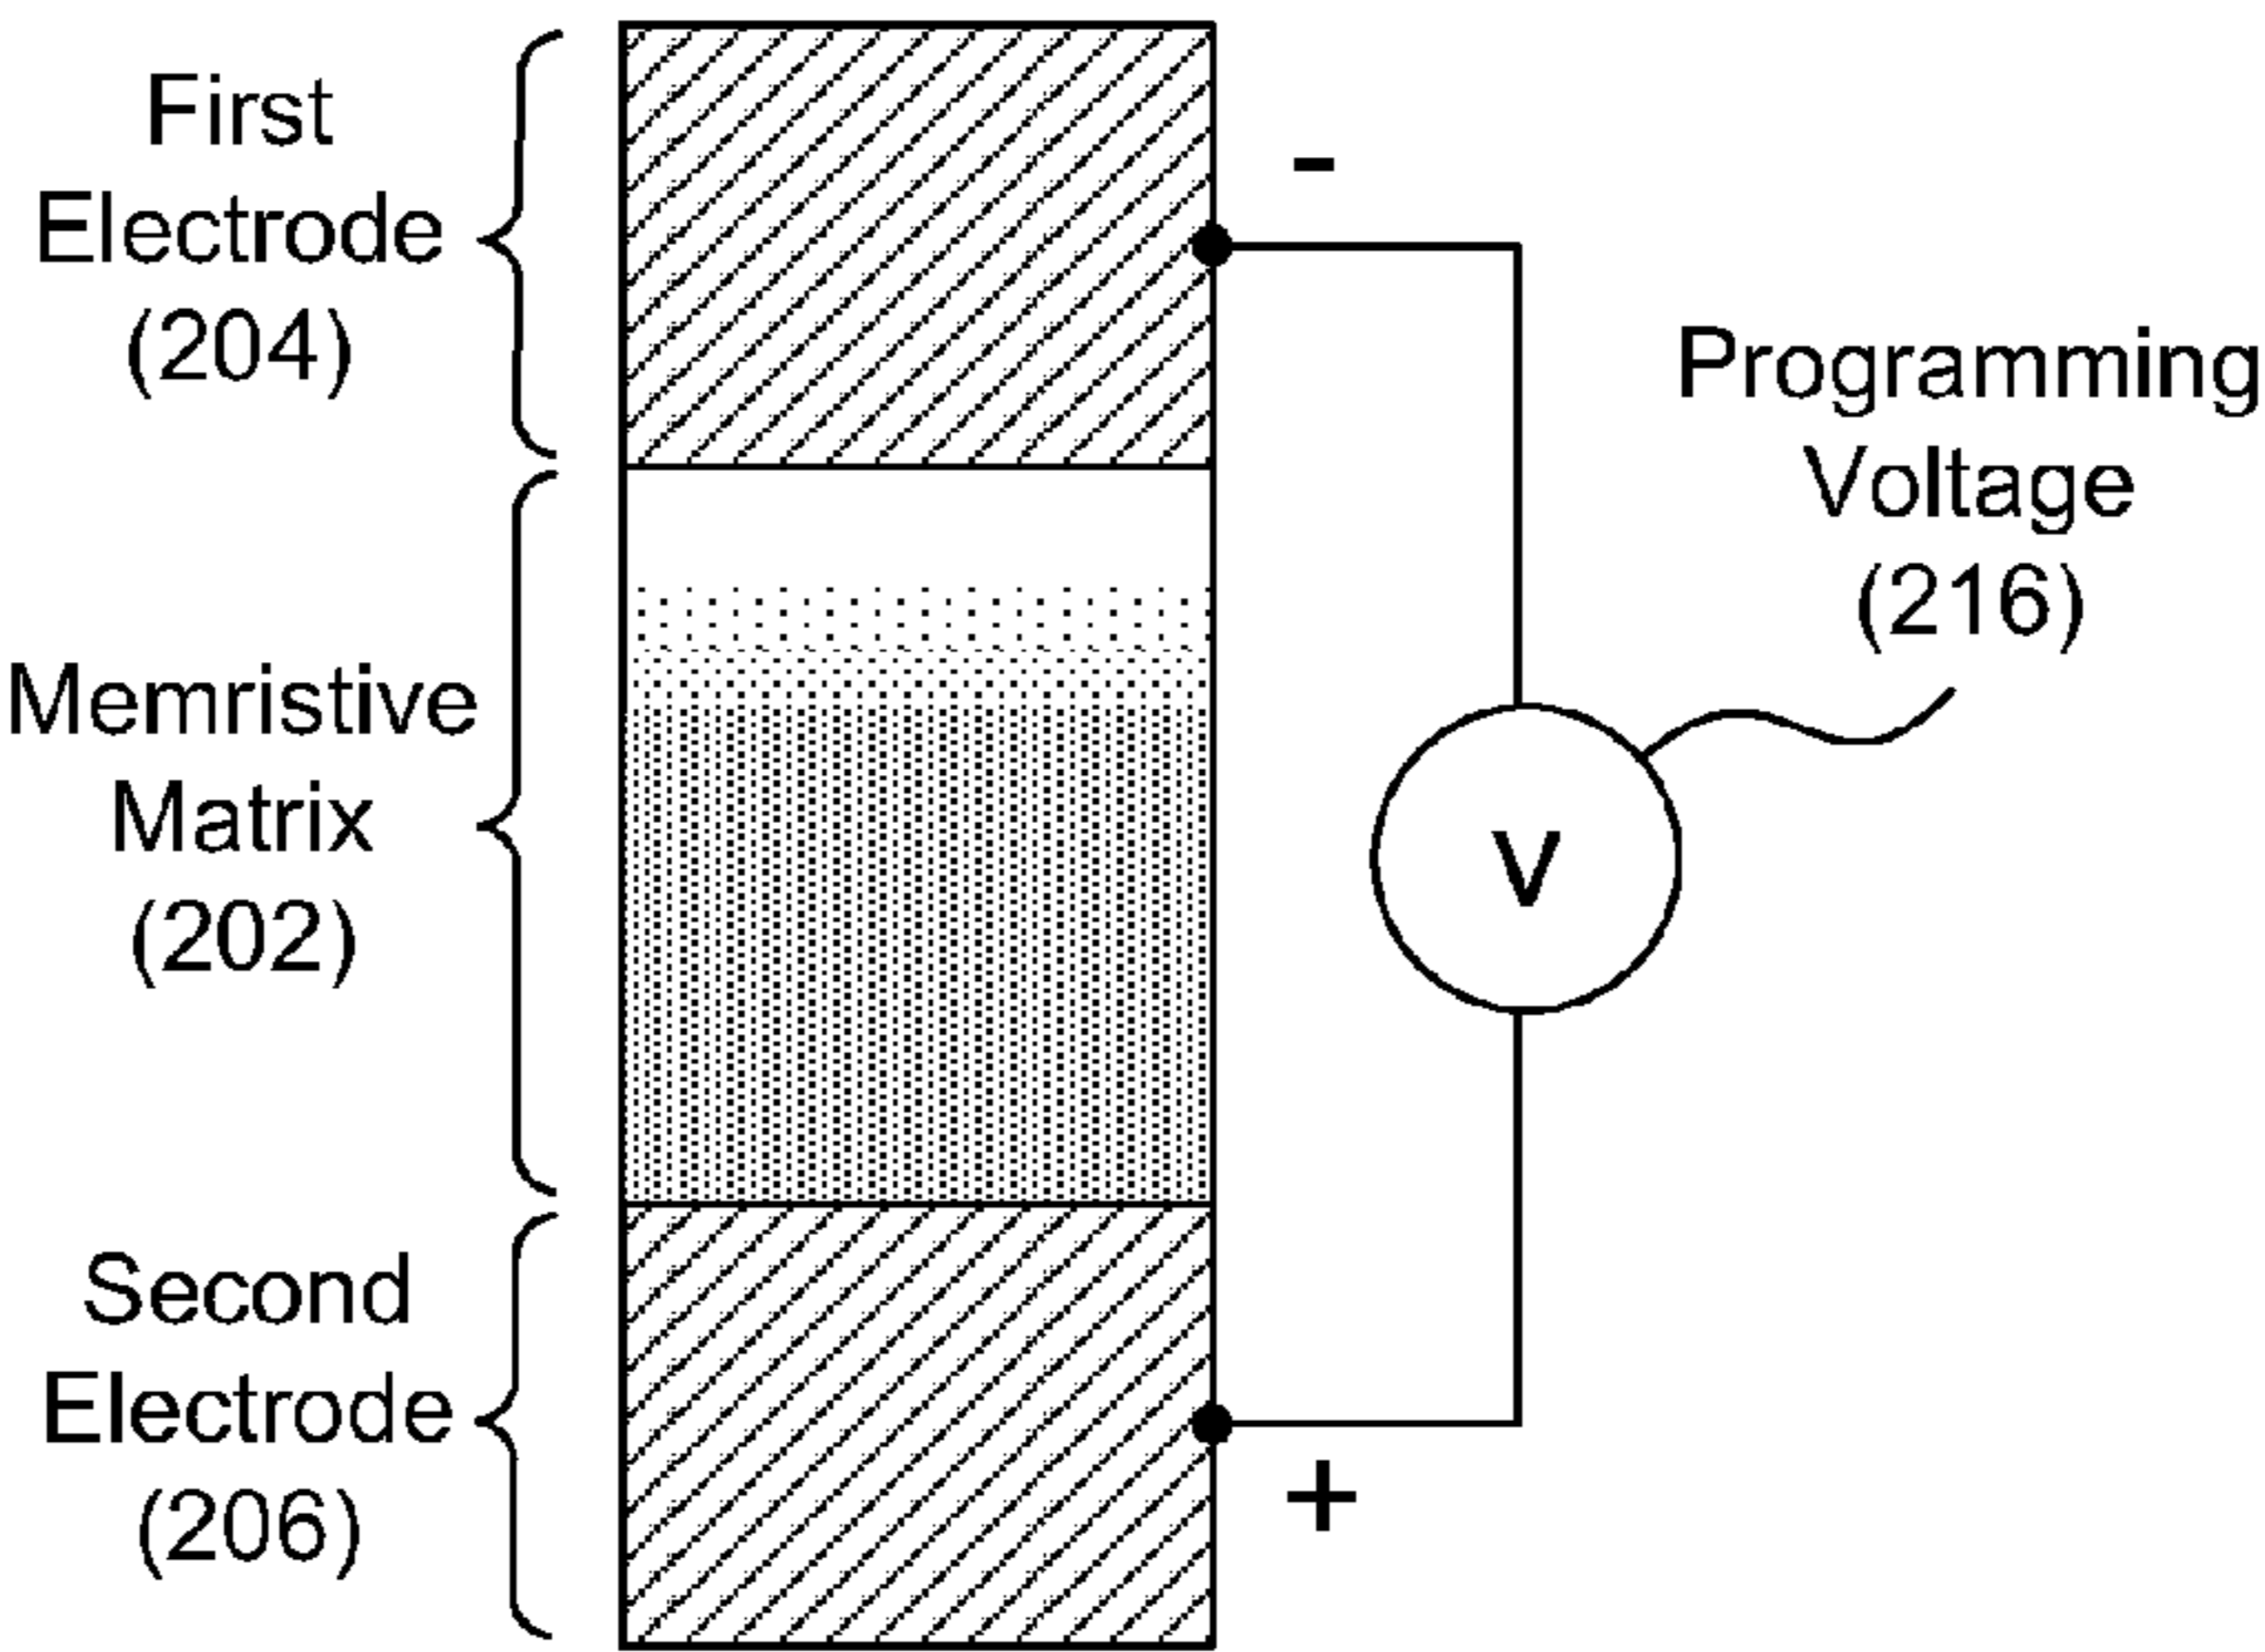 First
Electrode
(204)
-
Programming
Voltage
(216)
Memristive
Matrix
(202)
V
Second
Electrode
(206)
+